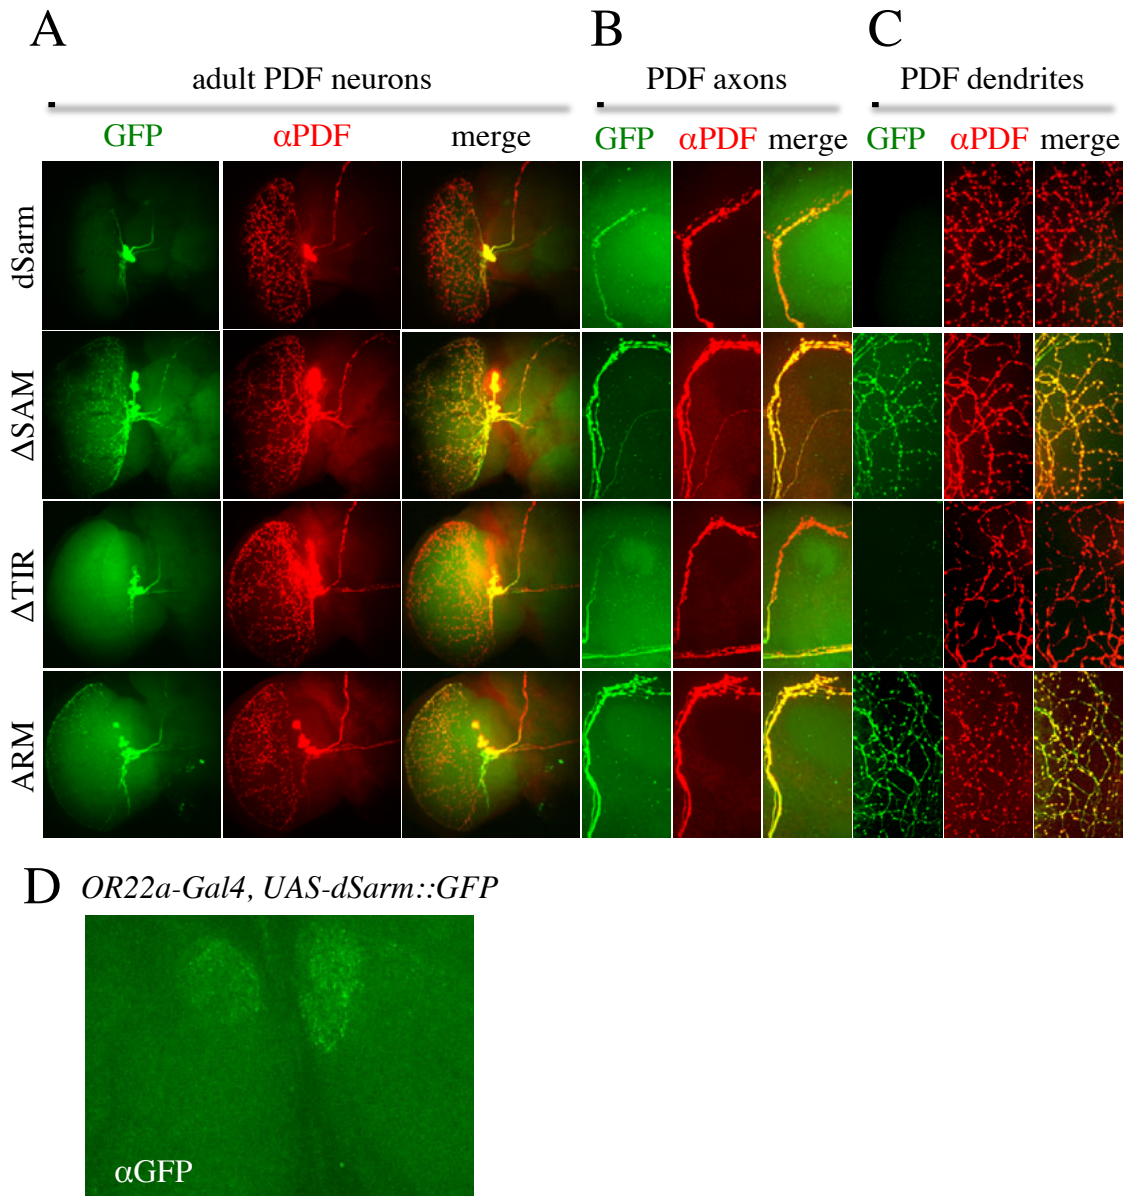 A B C
adult PDF neurons PDF axons PDF dendrites
GFP αPDF merge GFP αPDF merge GFP αPDF merge
dSarm
ΔSAM
ΔTIR
ARM
D OR22a-Gal4, UAS-dSarm::GFP
αGFP